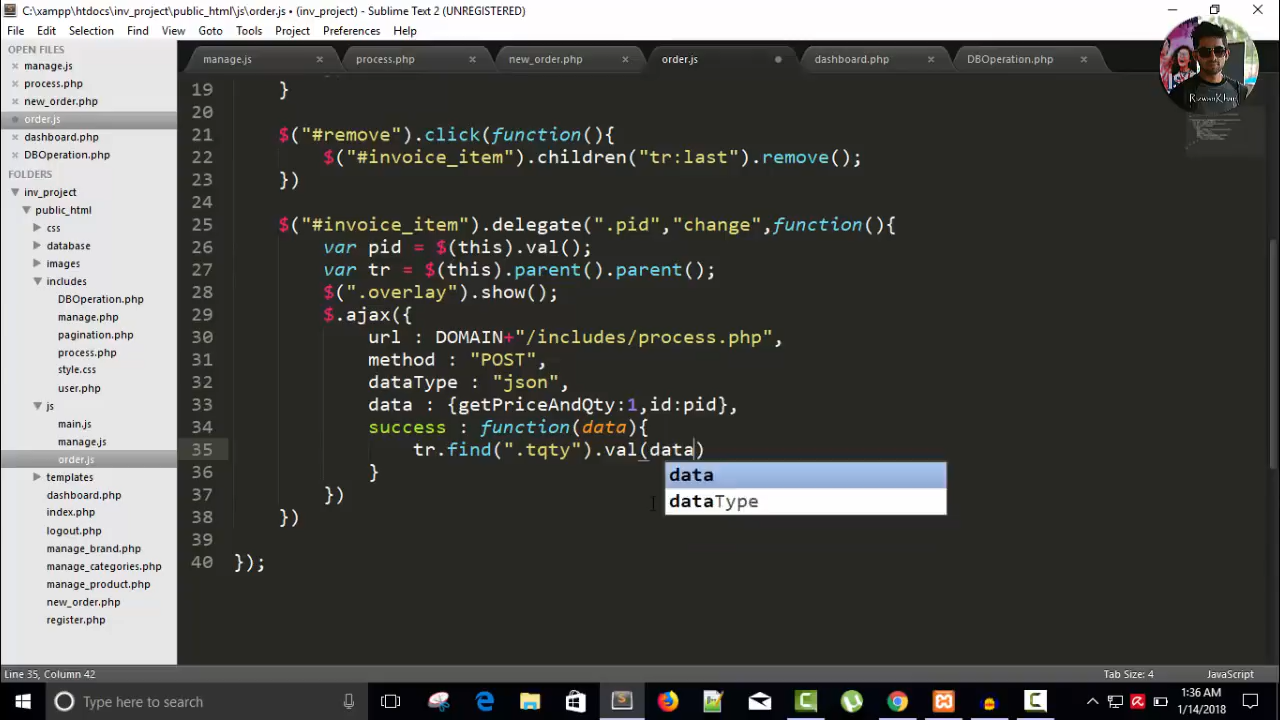 C:\xampp\htdocs\inv_project\public_html\js\order.js • (inv_project) - Sublime Text 2 (UNREGISTERED)
File Edit Selection Find View Goto Tools Project Preferences Help
OPEN FILES
manage.js
process.php
new_order.php
order.js
dashboard.php
DBOperation.php
FOLDERS
inv_project
public_html
css
database
images
includes
DBOperation.php
manage.php
pagination.php
process.php
style.css
user.php
js
main.js
manage.js
order.js
templates
dashboard.php
index.php
logout.php
manage_brand.php
manage_categories.php
manage_product.php
new_order.php
register.php
manage.js process.php new_order.php order.js dashboard.php DBOperation.php
RizwanKhan
19 }
20
21 $("#remove").click(function(){
22 $("#invoice_item").children("tr:last").remove();
23 })
24
25 $("#invoice_item").delegate(".pid","change",function(){
26 var pid = $(this).val();
27 var tr = $(this).parent().parent();
28 $(".overlay").show();
29 $.ajax({
30 url : DOMAIN+"/includes/process.php",
31 method : "POST",
32 dataType : "json",
33 data : {getPriceAndQty:1,id:pid},
34 success : function(data){
35 tr.find(".tqty").val(data)
36 }
37 })
38 })
39
40 });
data
dataType
Line 35, Column 42 Tab Size: 4 JavaScript
Type here to search
1:36 AM
1/14/2018